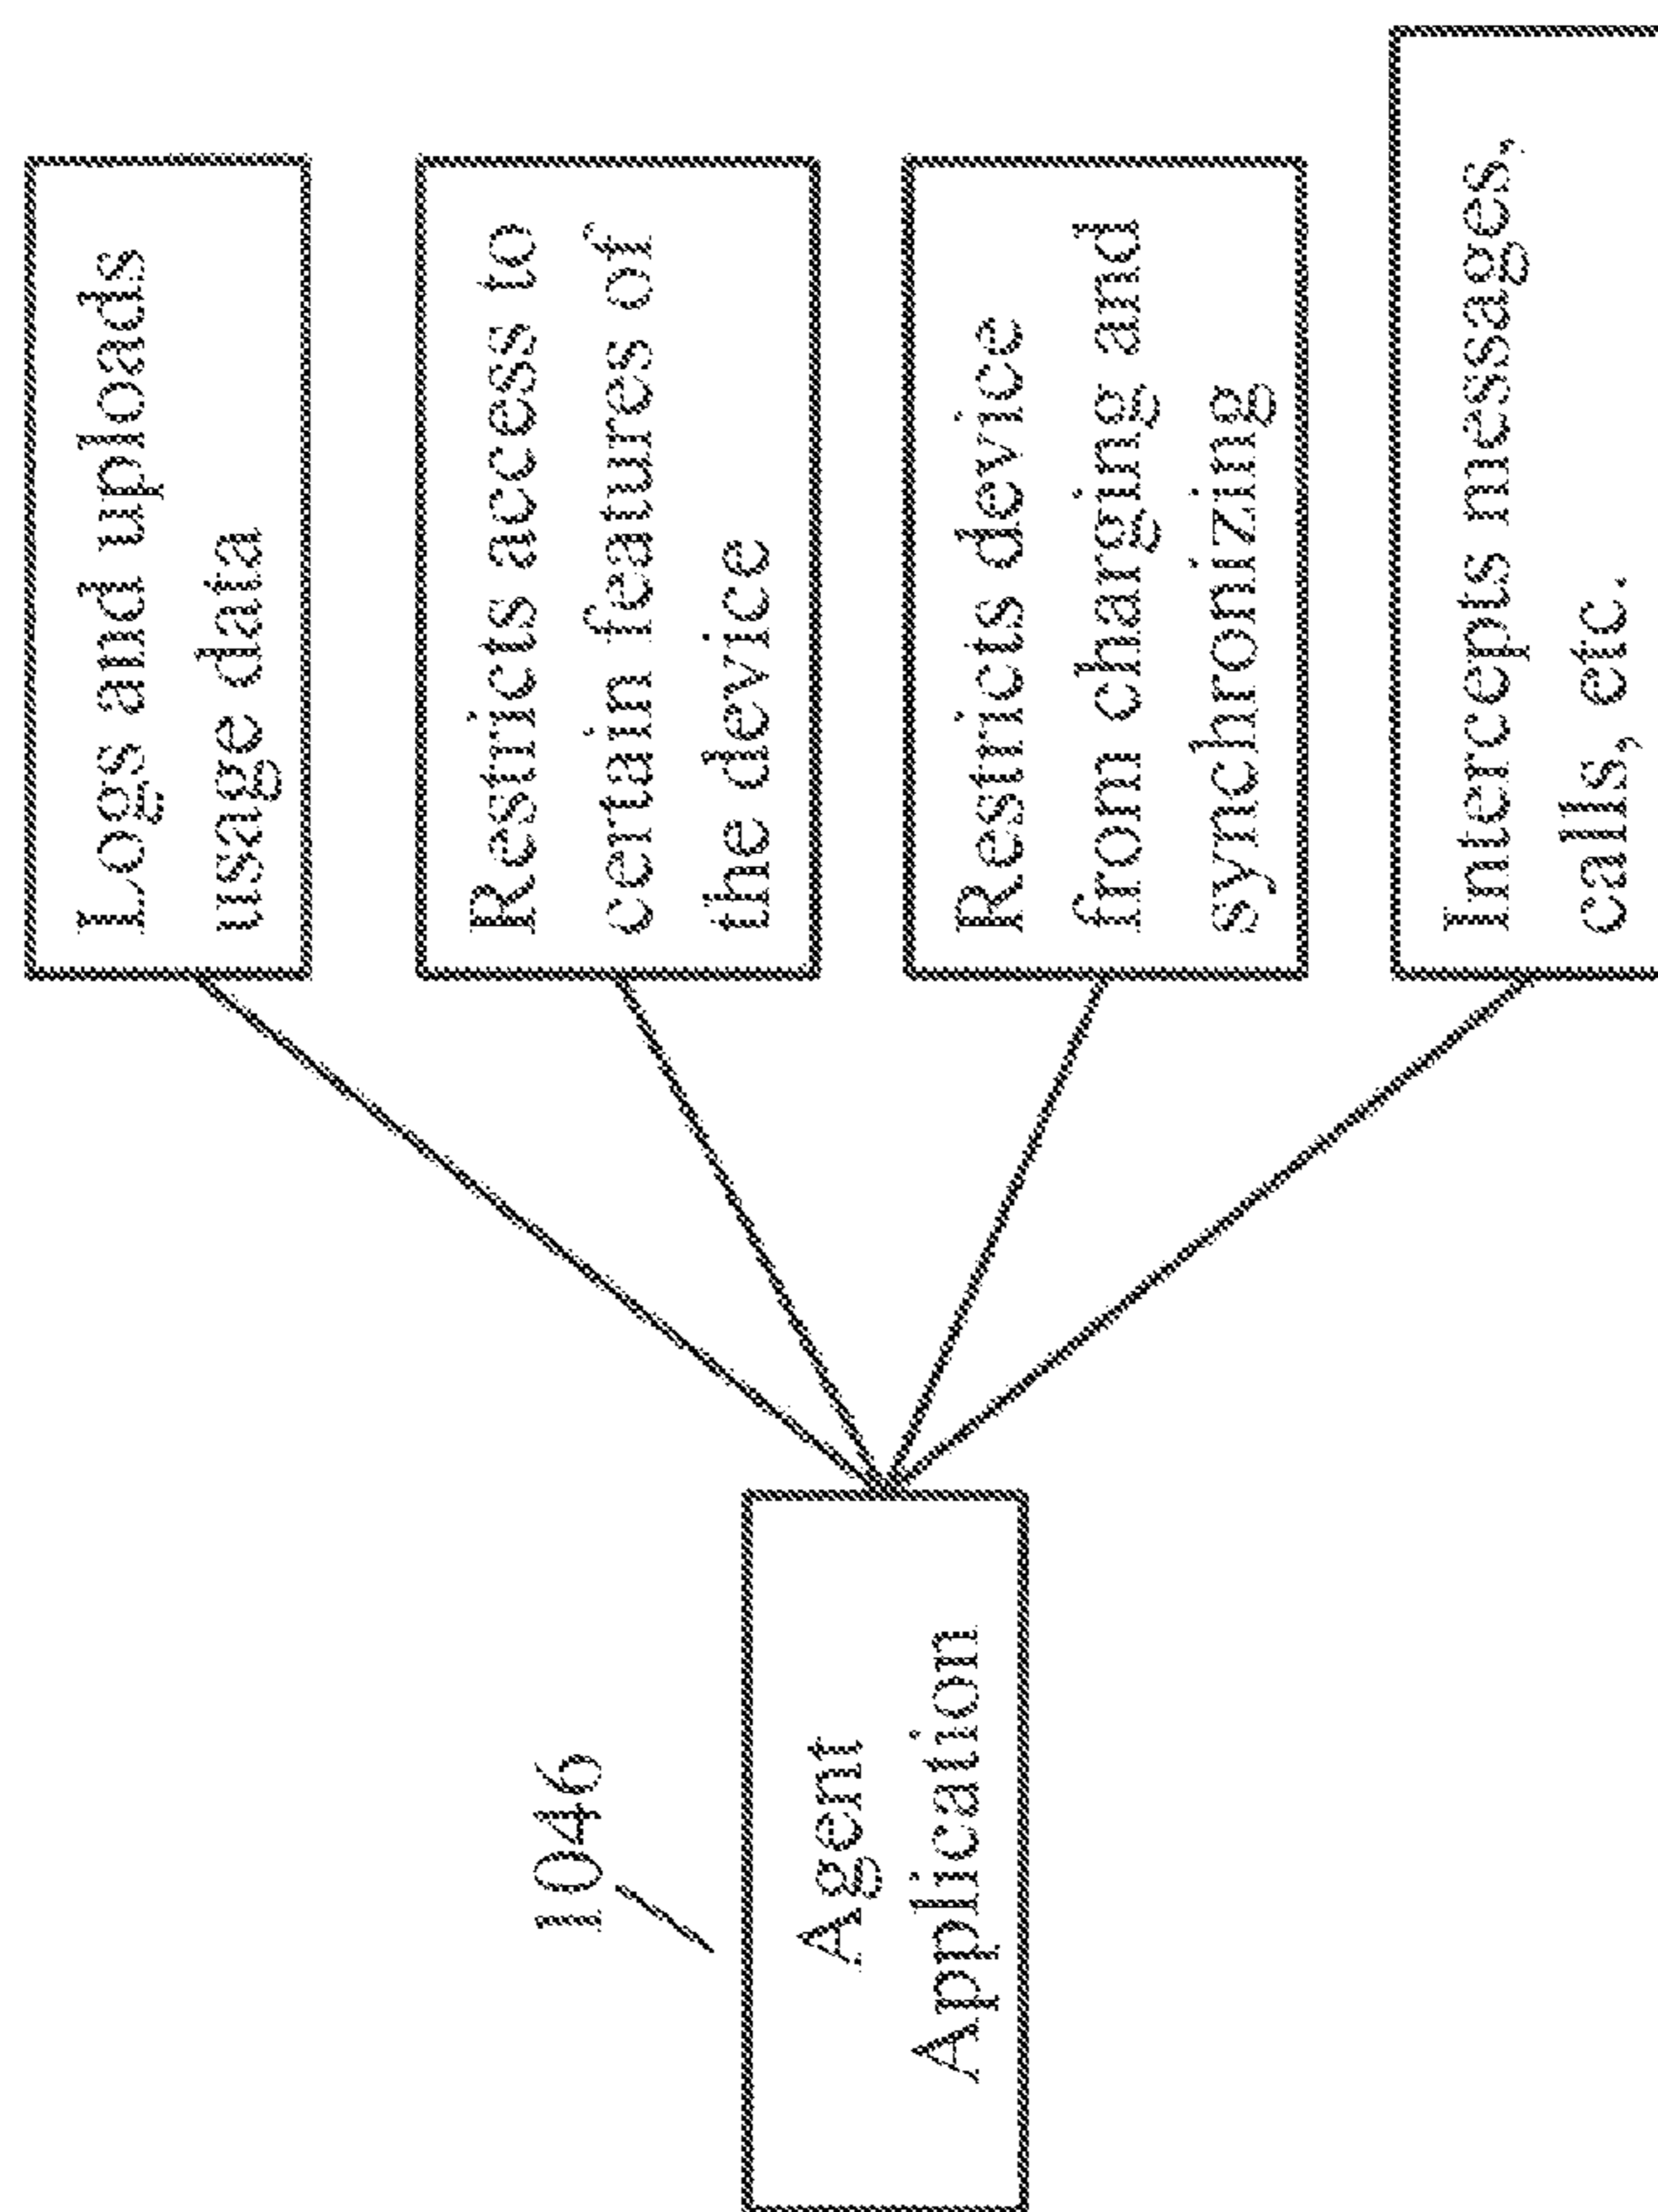 1046
Agent
Application
Logs and uploads
usage data
Restricts access to
certain features of
the device
Restricts device
from charging and
synchronizing
Intercepts messages,
calls, etc.